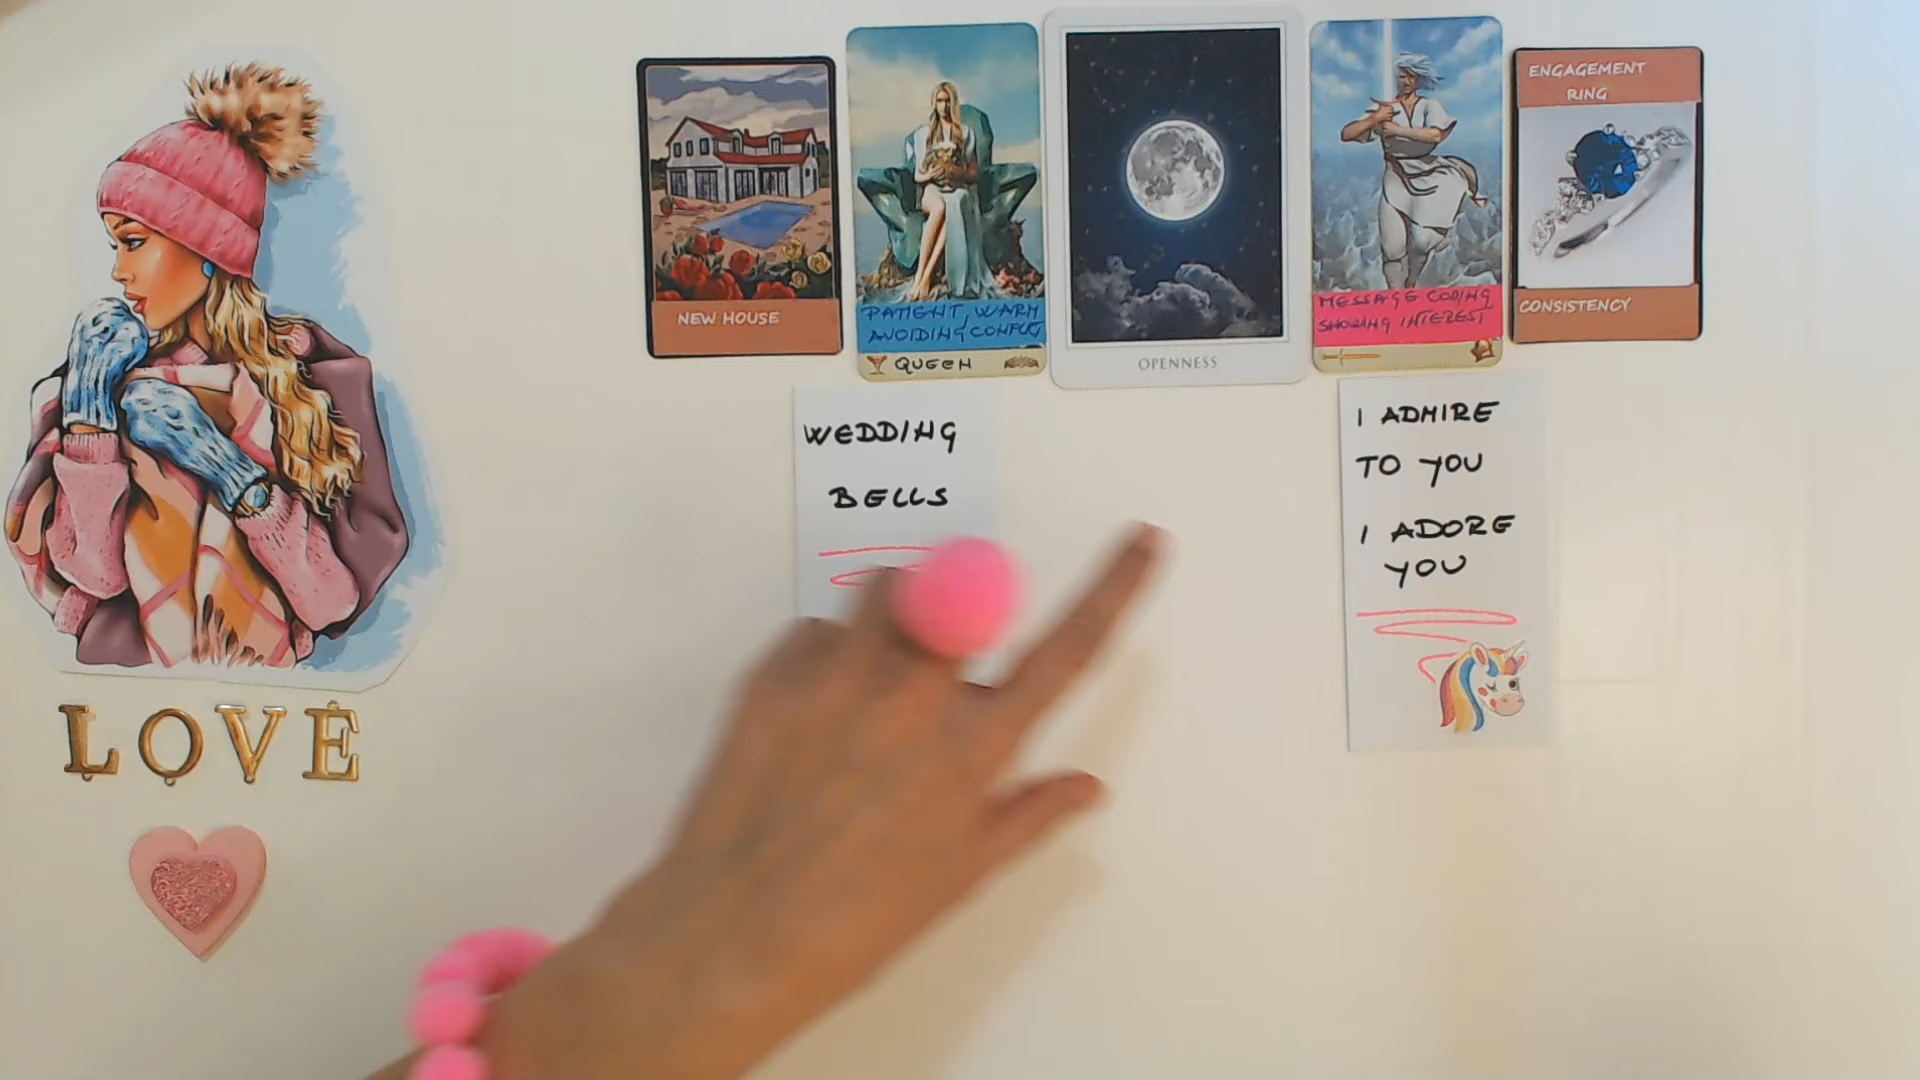 NEW HOUSE
PATIENT, WARM
AVOIDING CONFLICT
QUEEN
OPENNESS
MESSAGE CODING
SHOWING INTEREST
ENGAGEMENT
RING
CONSISTENCY
WEDDING
BELLS
I ADMIRE
TO YOU
I ADORE
YOU
LOVE